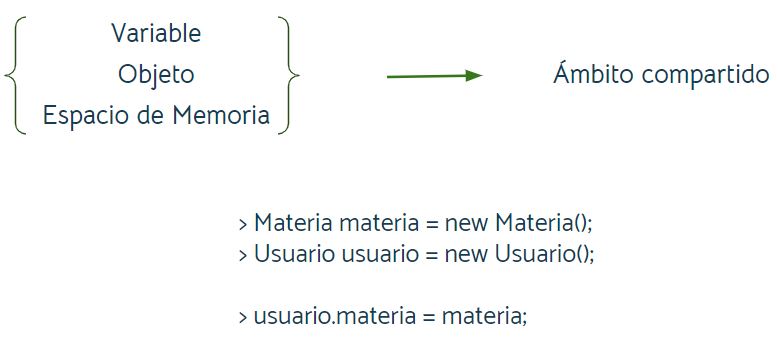 Variable
Objeto
Espacio de Memoria
Ámbito compartido
> Materia materia = new Materia();
> Usuario usuario = new Usuario();
> usuario.materia = materia;